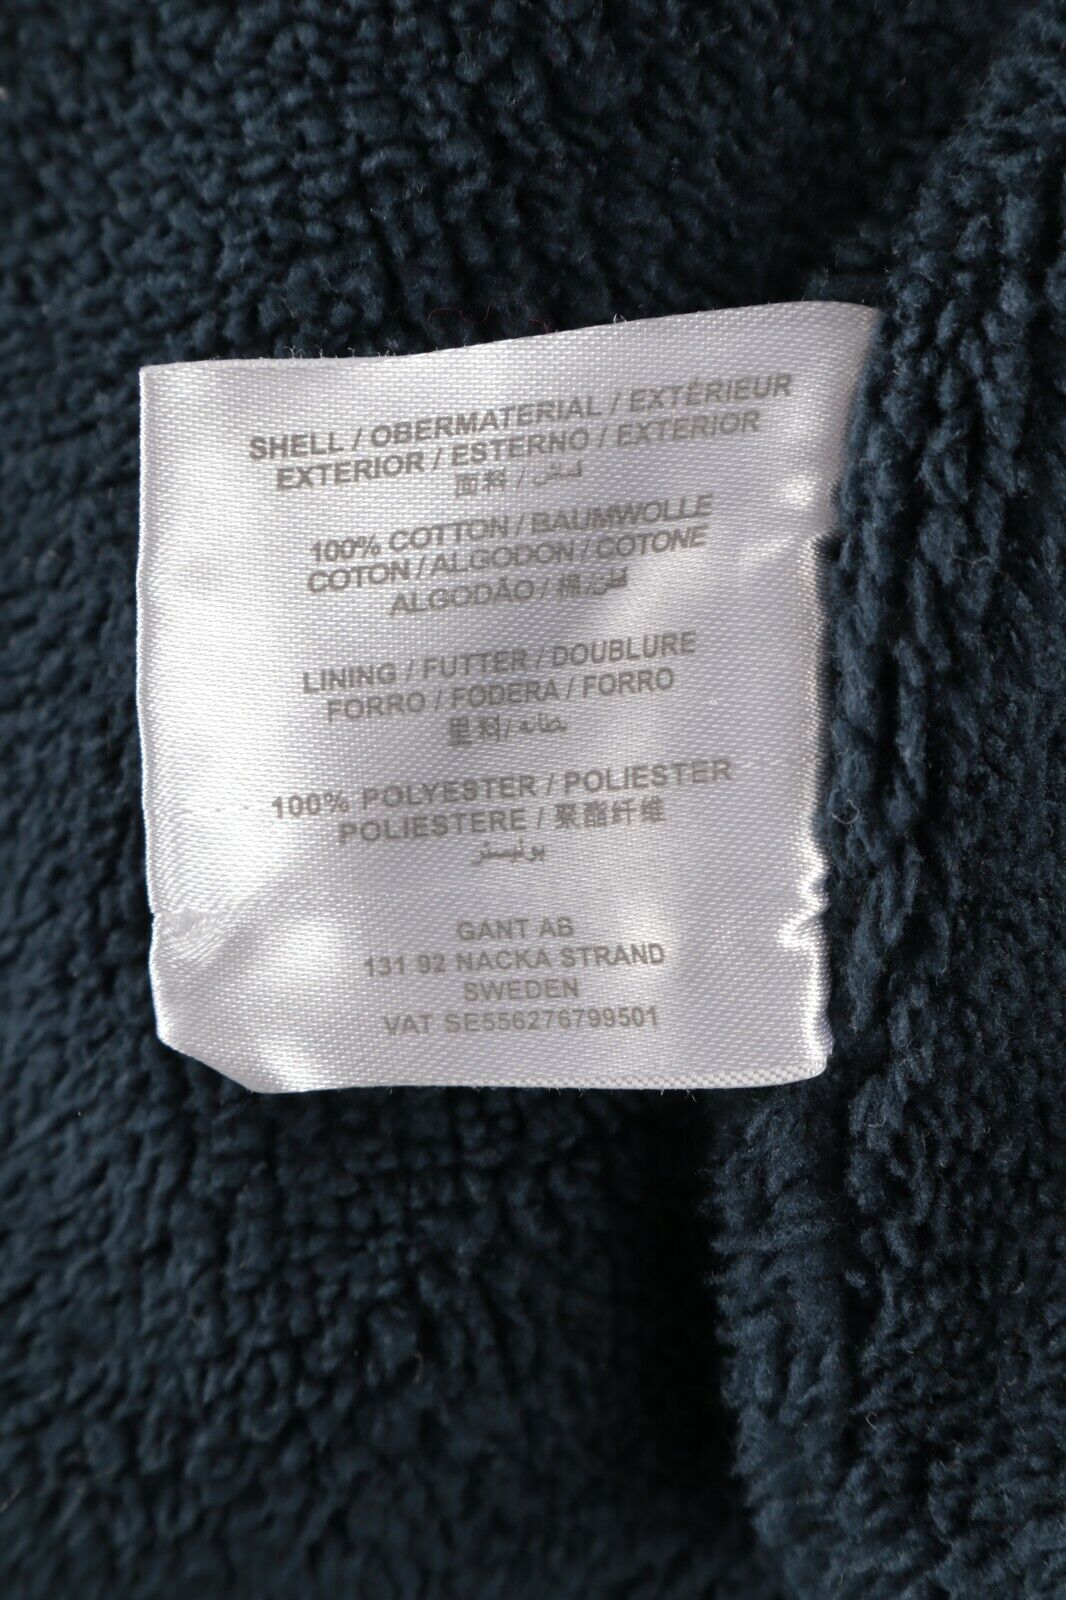 SHELL / OBERMATERIAL / EXTÉRIEUR
EXTERIOR / ESTERNO / EXTERIOR
面料 / قماش
100% COTTON / BAUMWOLLE
COTON / ALGODON / COTONE
ALGODÃO / 棉 / قطن
LINING / FUTTER / DOUBLURE
FORRO / FODERA / FORRO
里料 / بطانه
100% POLYESTER / POLIESTER
POLIESTERE / 聚酯纤维
بوليستر
GANT AB
131 92 NACKA STRAND
SWEDEN
VAT SE556276799501